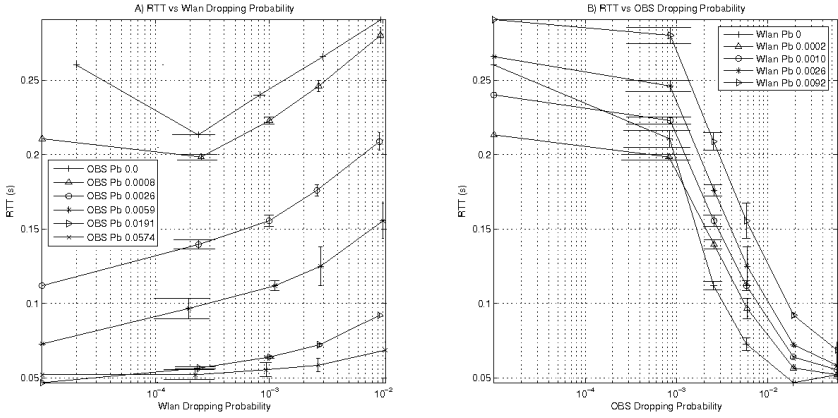 A) RTT vs Wlan Dropping Probability
0.25
0.2
0.15
0.1
0.05
RTT (s)
OBS Pb 0.0
OBS Pb 0.0008
OBS Pb 0.0026
OBS Pb 0.0059
OBS Pb 0.0191
OBS Pb 0.0574
10^-4
10^-3
10^-2
Wlan Dropping Probability
B) RTT vs OBS Dropping Probability
0.25
0.2
0.15
0.1
0.05
RTT (s)
Wlan Pb 0
Wlan Pb 0.0002
Wlan Pb 0.0010
Wlan Pb 0.0026
Wlan Pb 0.0092
10^-4
10^-3
10^-2
OBS Dropping Probability